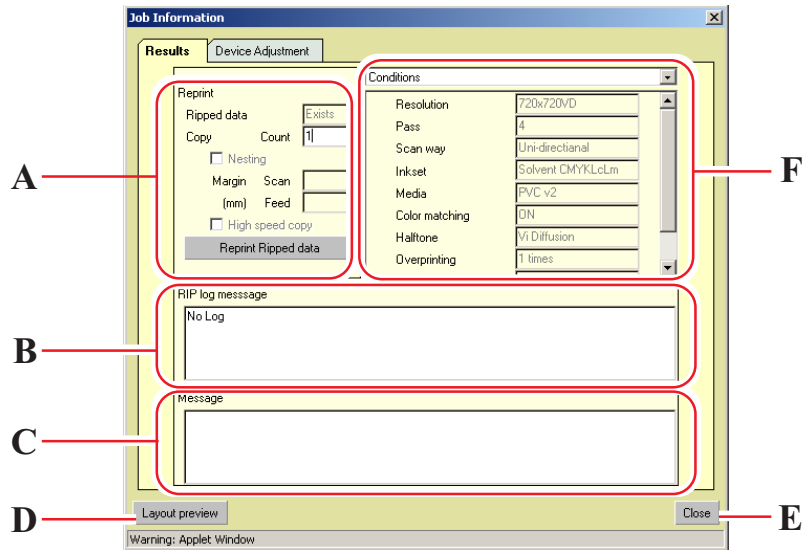 Job Information
Results Device Adjustment
A
Reprint
Ripped data Exists
Copy Count 1
Nesting
Margin Scan
(mm) Feed
High speed copy
Reprint Ripped data
Conditions
Resolution 720x720VD
Pass 4
Scan way Uni-directianal
Inkset Solvent CMYKLcLm
Media PVC v2
Color matching ON
Halftone Vi Diffusion
Overprinting 1 times
F
B
RIP log messsage
No Log
C
Message
D
Layout preview
Close
E
Warning: Applet Window